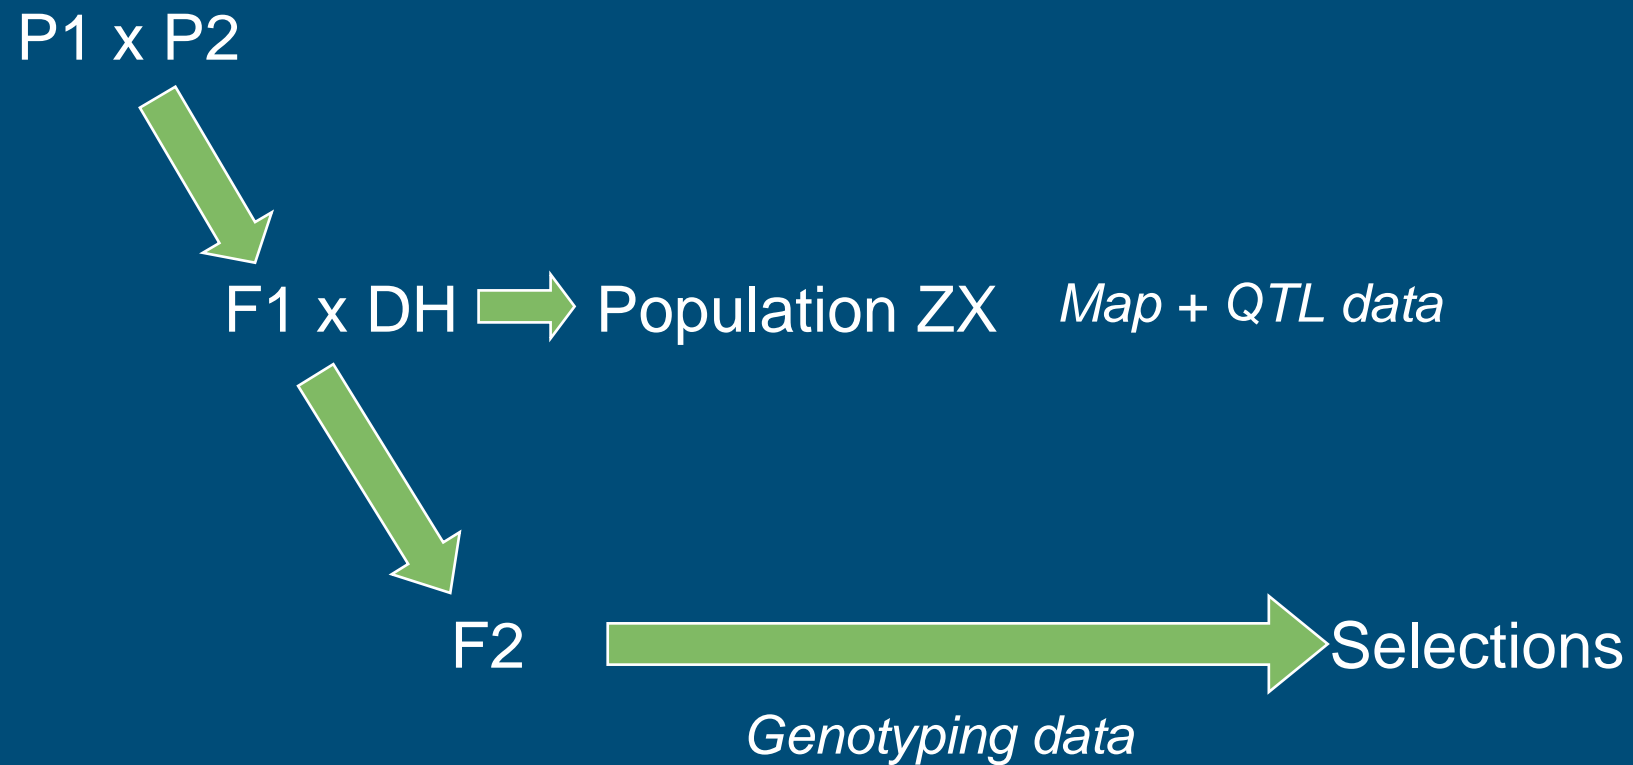 P1 x P2
F1 x DH
Population ZX
Map + QTL data
F2
Selections
Genotyping data